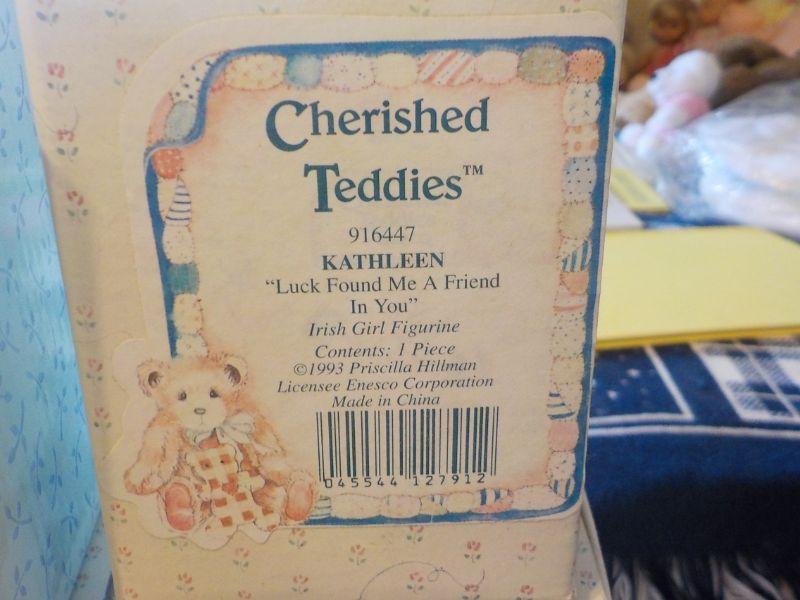 Cherished
Teddies™
916447
KATHLEEN
"Luck Found Me A Friend
In You"
Irish Girl Figurine
Contents: 1 Piece
©1993 Priscilla Hillman
Licensee Enesco Corporation
Made in China
045544 127912